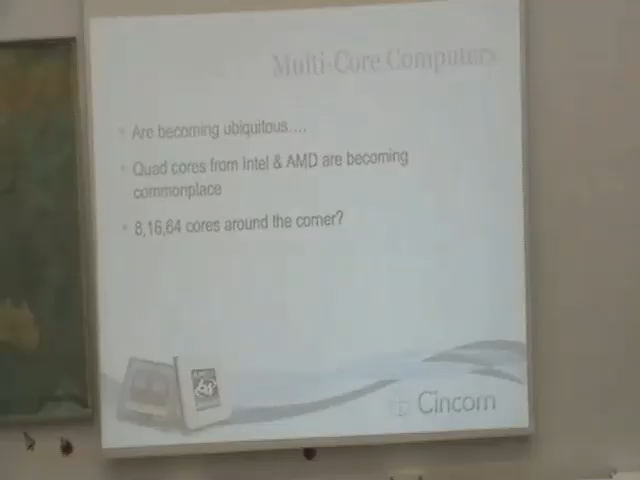 Multi-Core Computers
Are becoming ubiquitous....
Quad cores from Intel & AMD are becoming
commonplace
8,16,64 cores around the corner?
Cincom